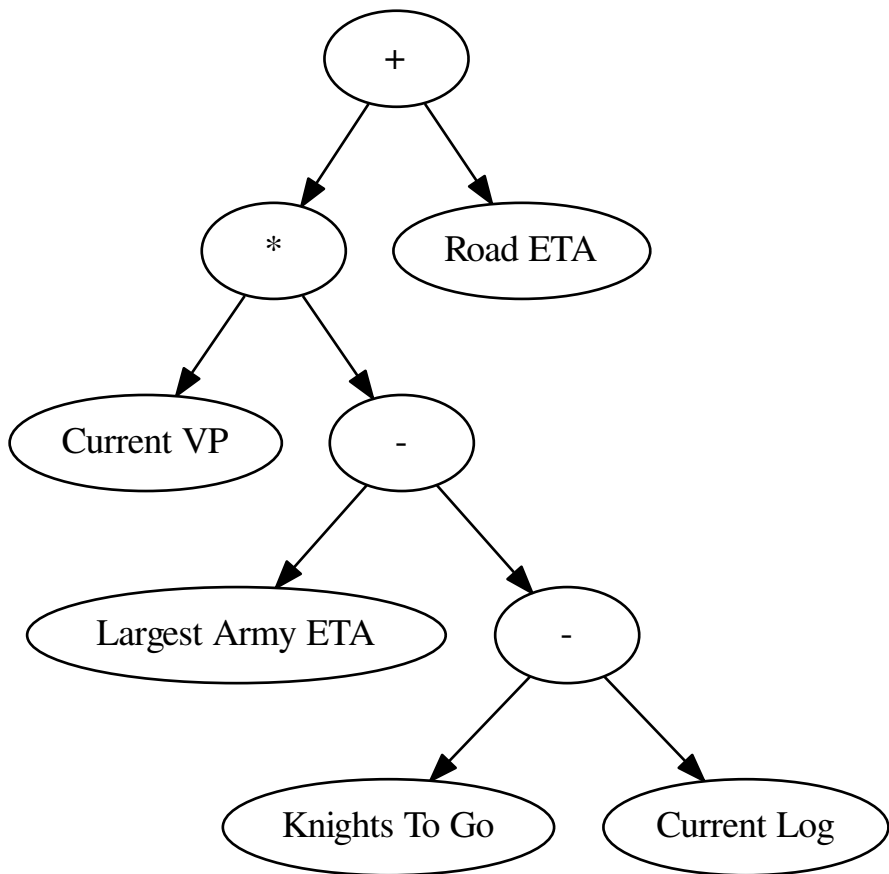 +
*
Road ETA
Current VP
-
Largest Army ETA
-
Knights To Go
Current Log